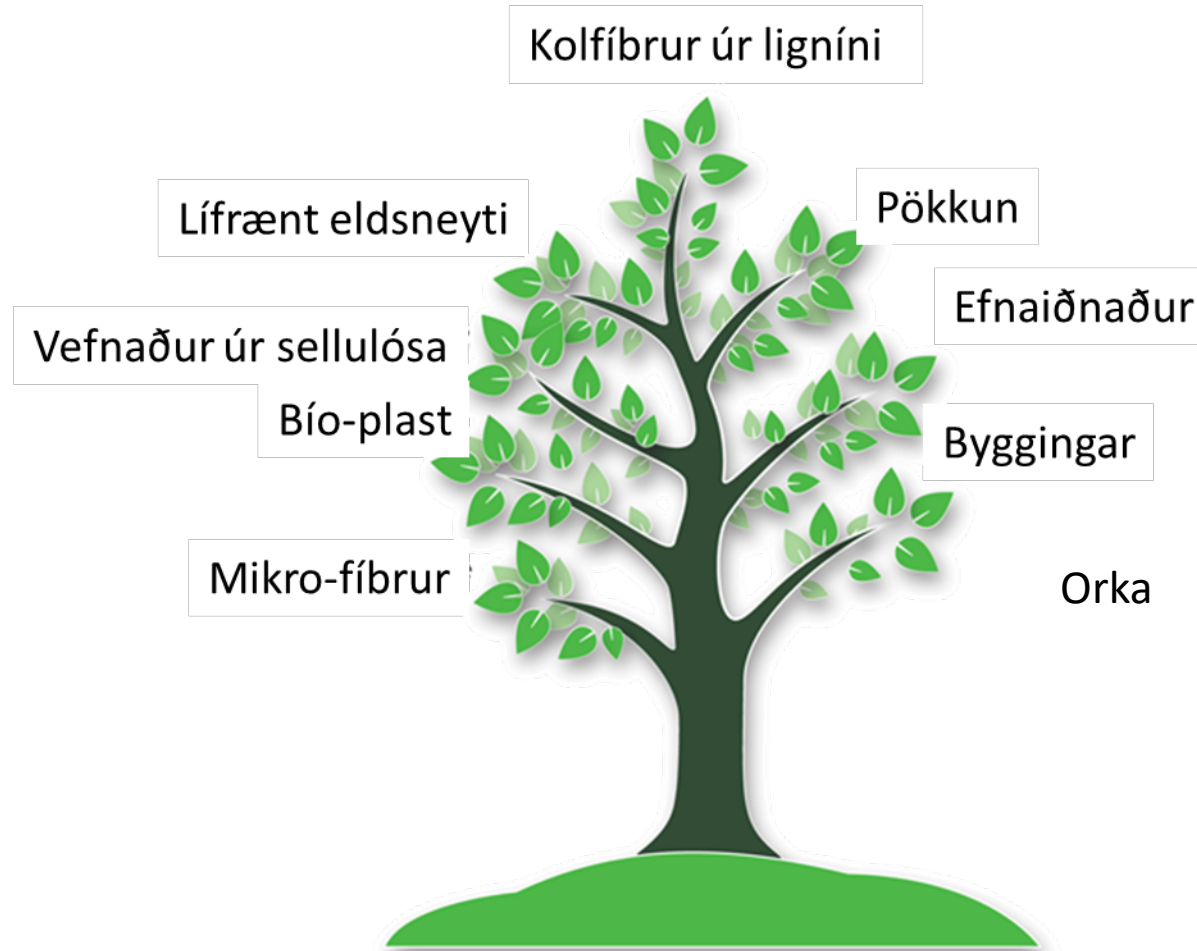 Kolfíbrur úr ligníni
Lífrænt eldsneyti
Pökkun
Efnaiðnaður
Vefnaður úr sellulósa
Bío-plast
Byggingar
Mikro-fíbrur
Orka